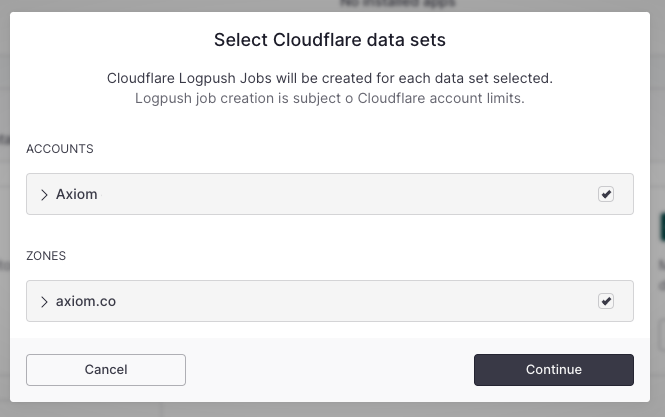 No installed apps
Select Cloudflare data sets
Cloudflare Logpush Jobs will be created for each data set selected.
Logpush job creation is subject o Cloudflare account limits.
ACCOUNTS
Axiom
ZONES
axiom.co
Cancel
Continue